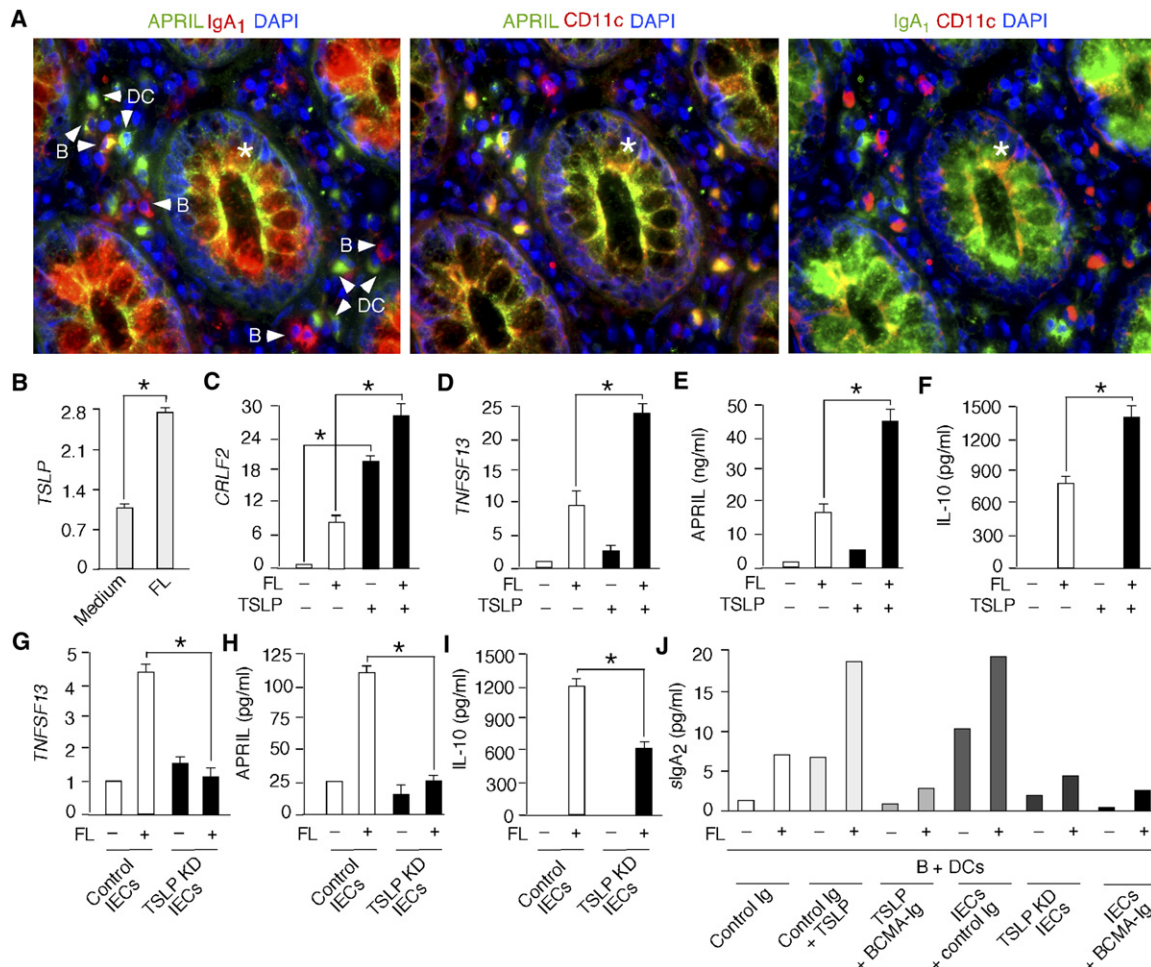 A
APRIL IgA1 DAPI
APRIL CD11c DAPI
IgA1 CD11c DAPI
DC
B
*
B
B
DC
B
*
*
B
TSLP
2.8
2.1
1.4
0.7
0
*
Medium
FL
C
CRLF2
30
24
18
12
6
0
*
*
FL – + – +
TSLP – – + +
D
TNFSF13
25
20
15
10
5
0
*
FL – + – +
TSLP – – + +
E
APRIL (ng/ml)
50
40
30
20
10
0
*
FL – + – +
TSLP – – + +
F
IL-10 (pg/ml)
1500
1200
900
600
300
0
*
FL – + – +
TSLP – – + +
G
TNFSF13
5
4
3
2
1
0
*
FL – + – +
Control IECs
TSLP KD IECs
H
APRIL (pg/ml)
125
100
75
50
25
0
*
FL – + – +
Control IECs
TSLP KD IECs
I
IL-10 (pg/ml)
1500
1200
900
600
300
0
*
FL – + – +
Control IECs
TSLP KD IECs
J
sIgA2 (pg/ml)
20
15
10
5
0
FL – + – + – + – + – + – +
B + DCs
Control Ig
Control Ig + TSLP
TSLP + BCMA-Ig
IECs + control Ig
TSLP KD IECs
IECs + BCMA-Ig